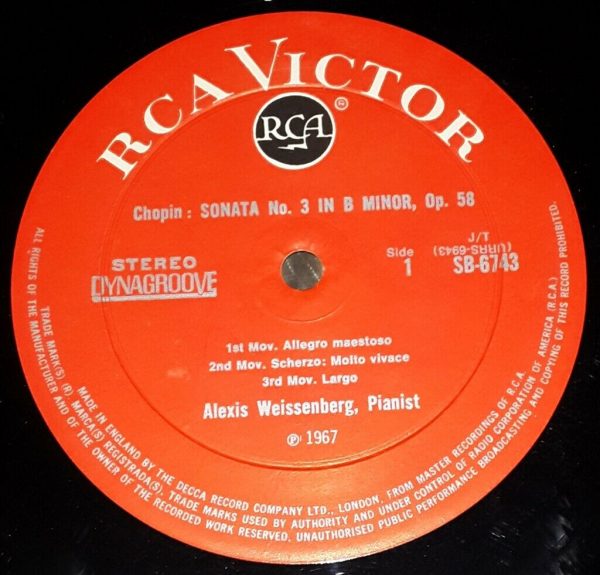 RCA VICTOR
RCA
®
Chopin: SONATA No. 3 IN B MINOR, Op. 58
STEREO
DYNAGROOVE
Side
1
(URRS-6943)
T/J
SB-6743
1st Mov. Allegro maestoso
2nd Mov. Scherzo: Molto vivace
3rd Mov. Largo
Alexis Weissenberg, Pianist
℗ 1967
TRADE MARK(S) (R) MARCA(S) REGISTRADA(S). TRADE MARKS USED BY AUTHORITY AND UNDER CONTROL OF RADIO CORPORATION OF AMERICA (R.C.A.)
MADE IN ENGLAND BY THE DECCA RECORD COMPANY LTD., LONDON, FROM MASTER RECORDINGS OF R.C.A.
ALL RIGHTS OF THE MANUFACTURER AND OF THE OWNER OF THE RECORDED WORK RESERVED. UNAUTHORISED PUBLIC PERFORMANCE BROADCASTING AND COPYING OF THIS RECORD PROHIBITED.